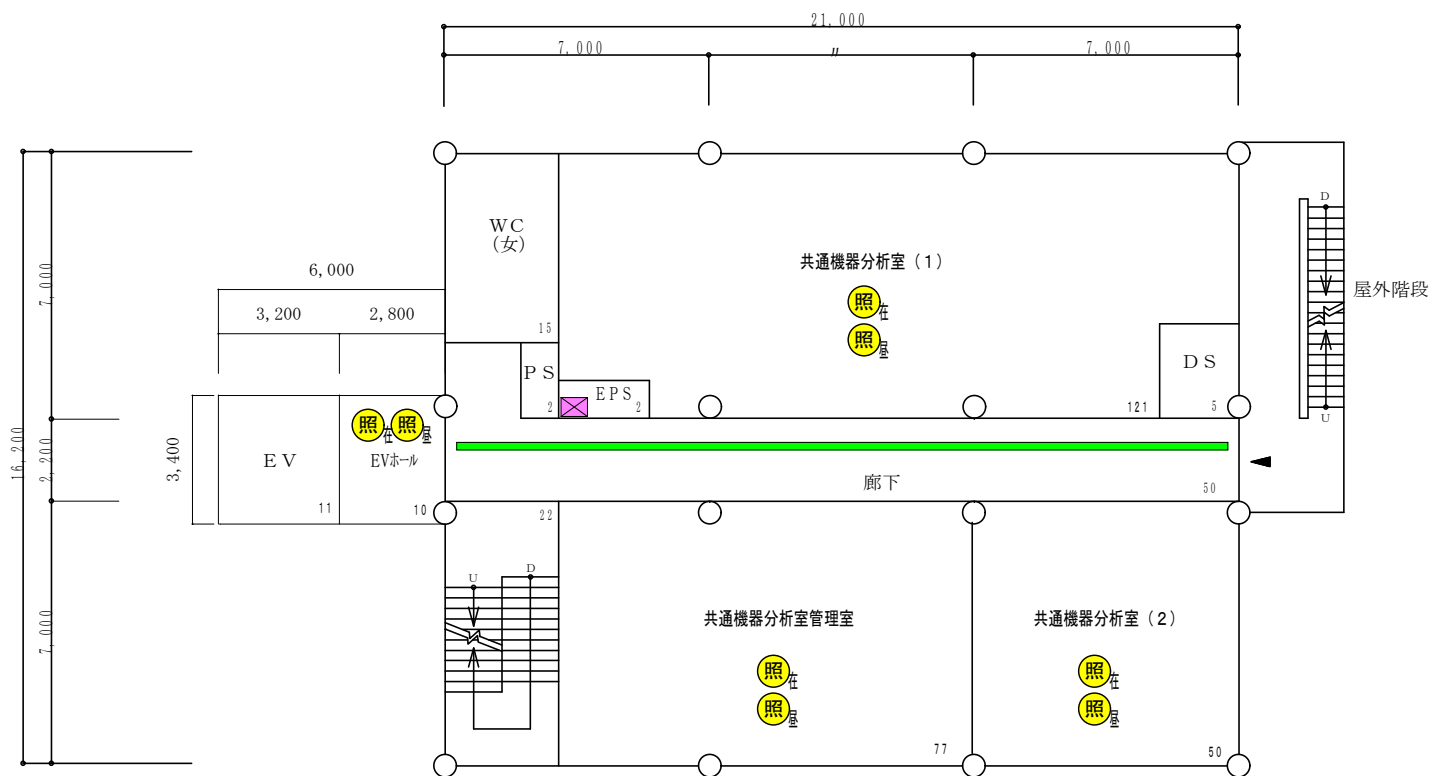 21,000
7,000
〃
7,000
WC
(女)
15
共通機器分析室（1）
照在
照昼
屋外階段
D
U
6,000
3,200
2,800
7,000
PS
2
EPS
2
DS
5
121
16,200
2,200
3,400
EV
11
照在照昼
EVホール
10
廊下
50
22
U
D
7,000
共通機器分析室管理室
照在
照昼
77
共通機器分析室（2）
照在
照昼
50